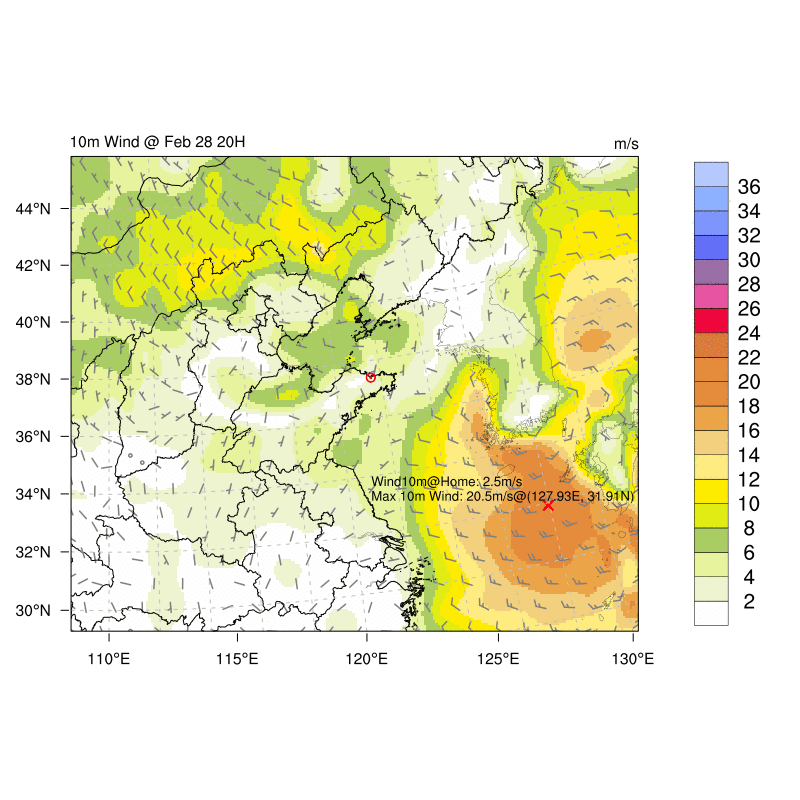 10m Wind @ Feb 28 20H
m/s
44°N
42°N
40°N
38°N
36°N
34°N
32°N
30°N
110°E
115°E
120°E
125°E
130°E
Wind10m@Home: 2.5m/s
Max 10m Wind: 20.5m/s@(127.93E, 31.91N)
36
34
32
30
28
26
24
22
20
18
16
14
12
10
8
6
4
2